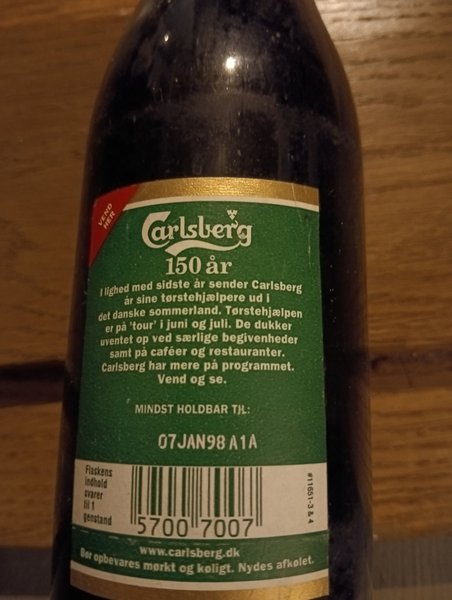 VEND
HER
Carlsberg
150 år
I lighed med sidste år sender Carlsberg
år sine tørstehjælpere ud i
det danske sommerland. Tørstehjælpen
er på 'tour' i juni og juli. De dukker
uventet op ved særlige begivenheder
samt på caféer og restauranter.
Carlsberg har mere på programmet.
Vend og se.
MINDST HOLDBAR TIL:
07JAN98 A1A
Flaskens
indhold
svarer
til 1
genstand
5700 7007
#11651-3 & 4
www.carlsberg.dk
Bør opbevares mørkt og køligt. Nydes afkølet.